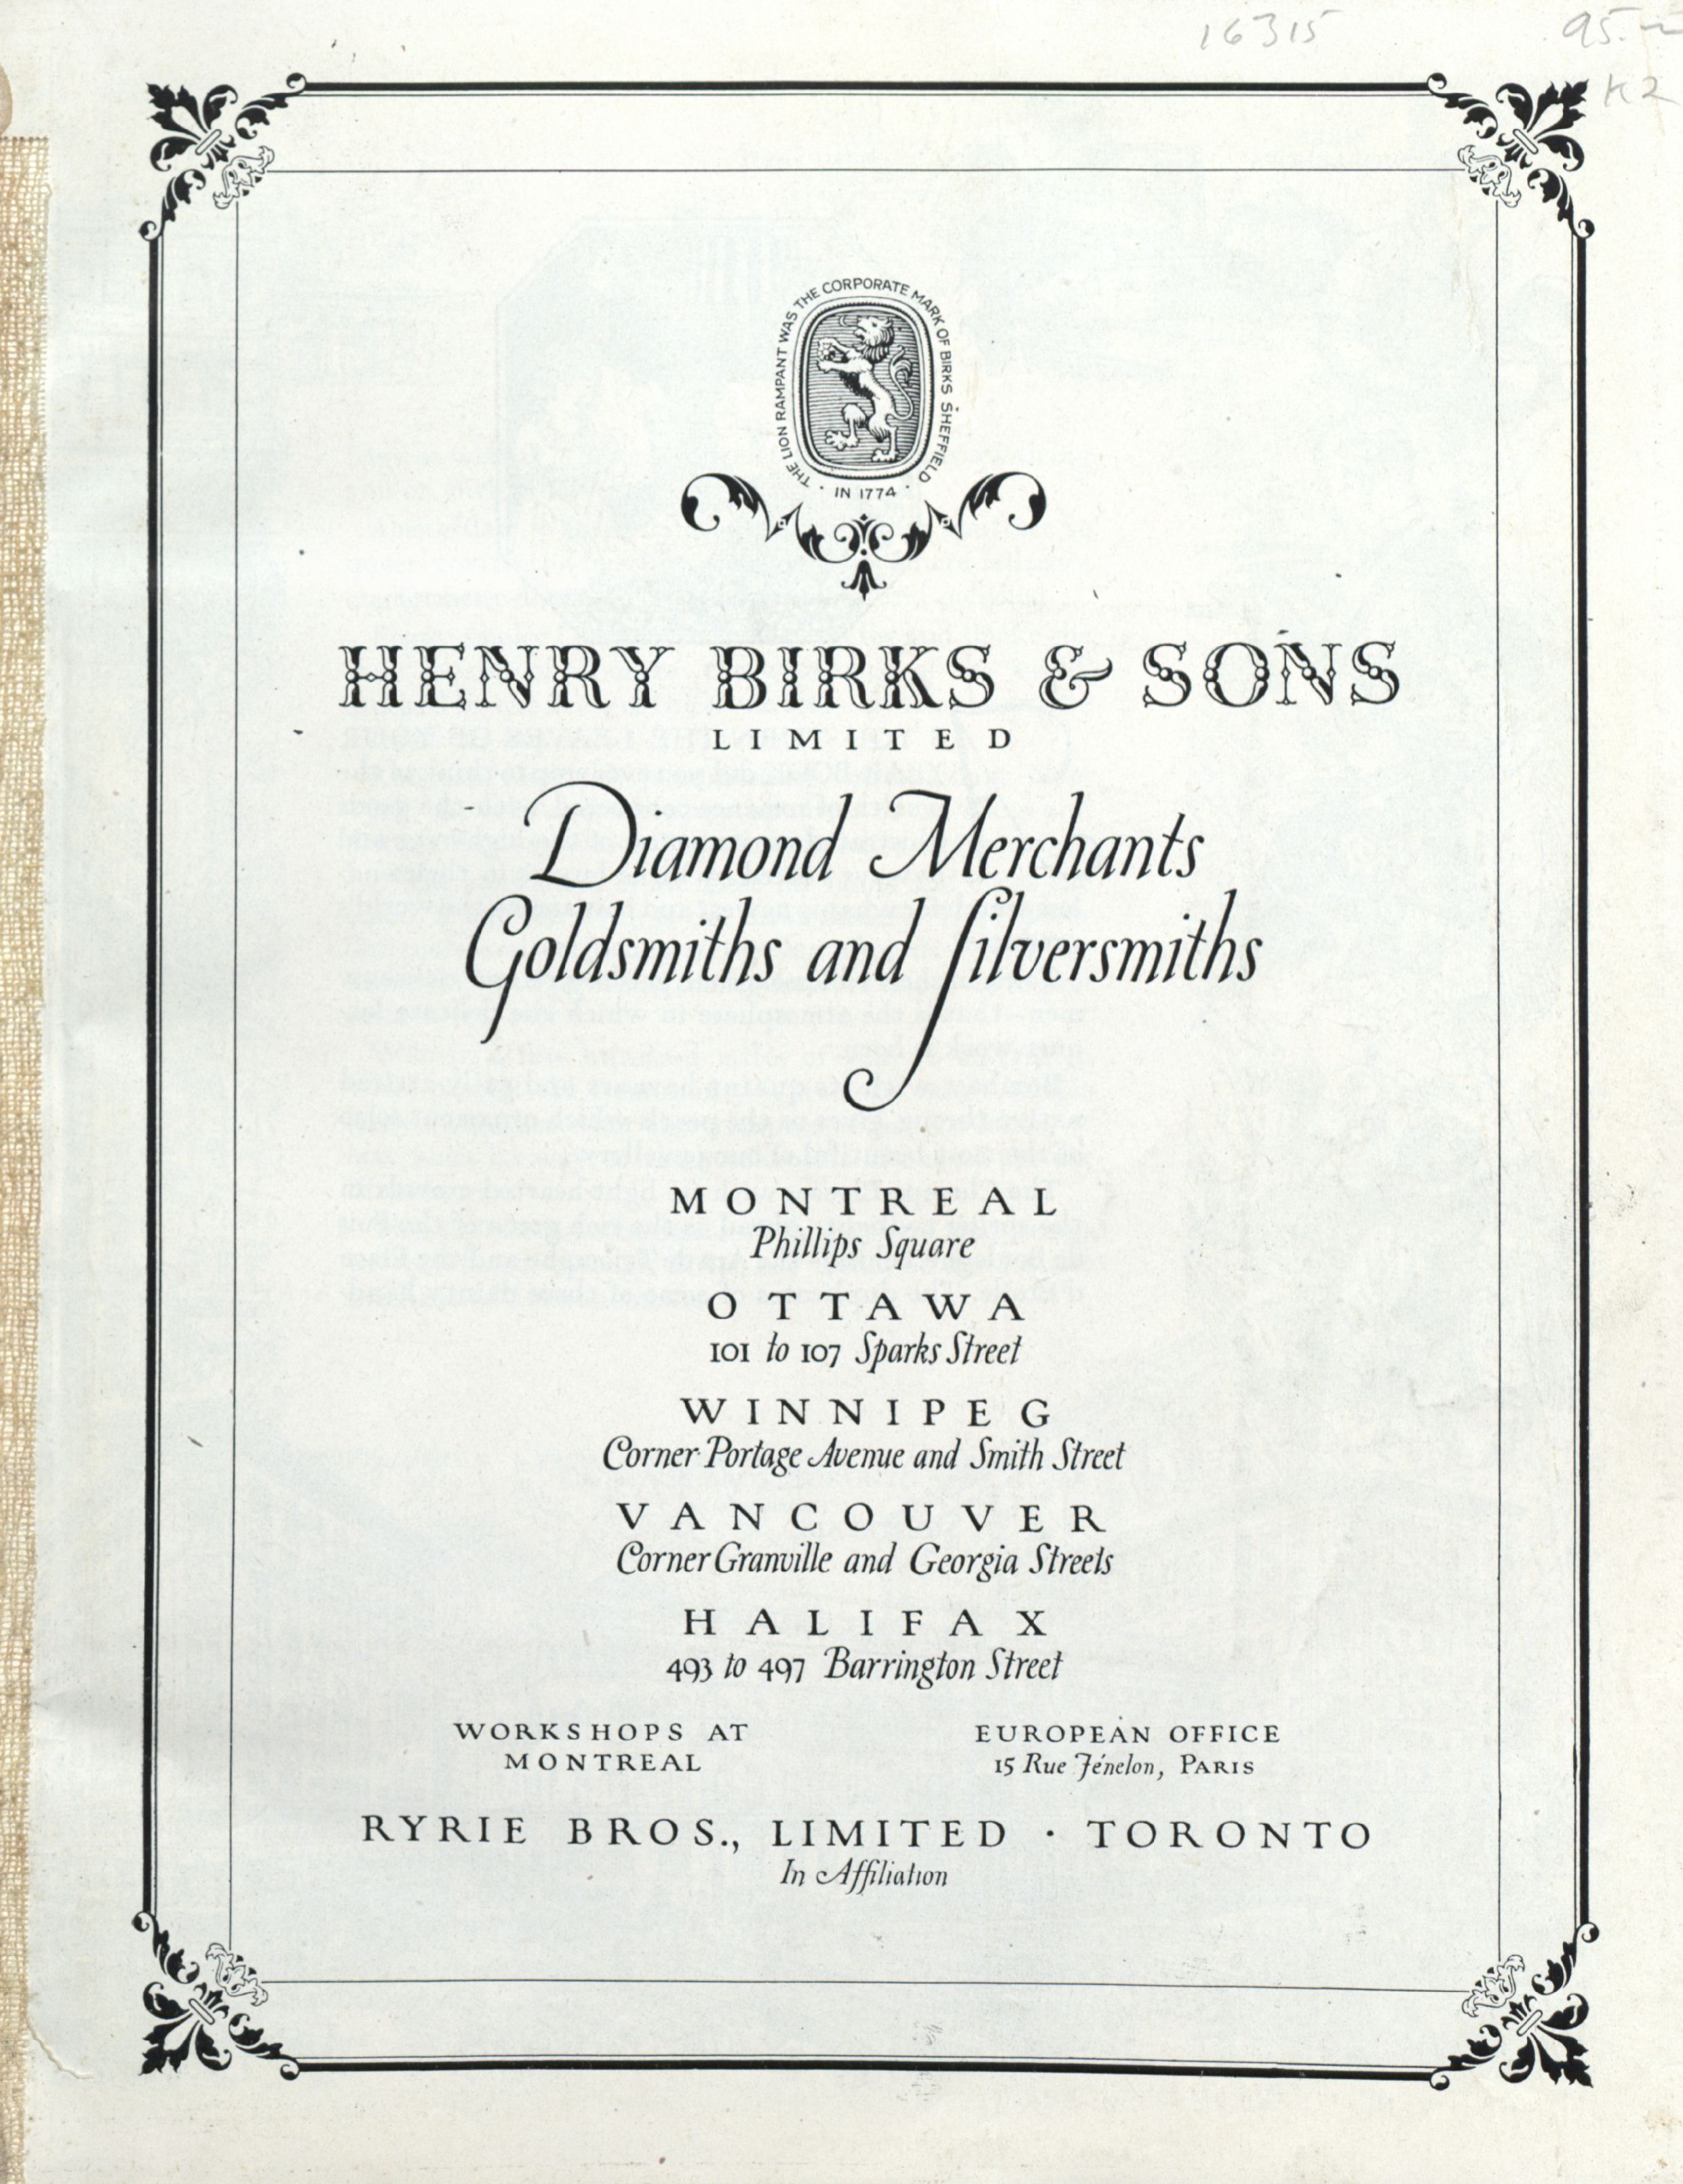 16315
95.—
K2
THE LION RAMPANT WAS THE CORPORATE MARK OF BIRKS SHEFFIELD
· IN 1774 ·
HENRY BIRKS & SONS
LIMITED
Diamond Merchants
Goldsmiths and Silversmiths
MONTREAL
Phillips Square
OTTAWA
101 to 107 Sparks Street
WINNIPEG
Corner Portage Avenue and Smith Street
VANCOUVER
Corner Granville and Georgia Streets
HALIFAX
493 to 497 Barrington Street
WORKSHOPS AT
MONTREAL
EUROPEAN OFFICE
15 Rue Fénelon, PARIS
RYRIE BROS., LIMITED · TORONTO
In Affiliation